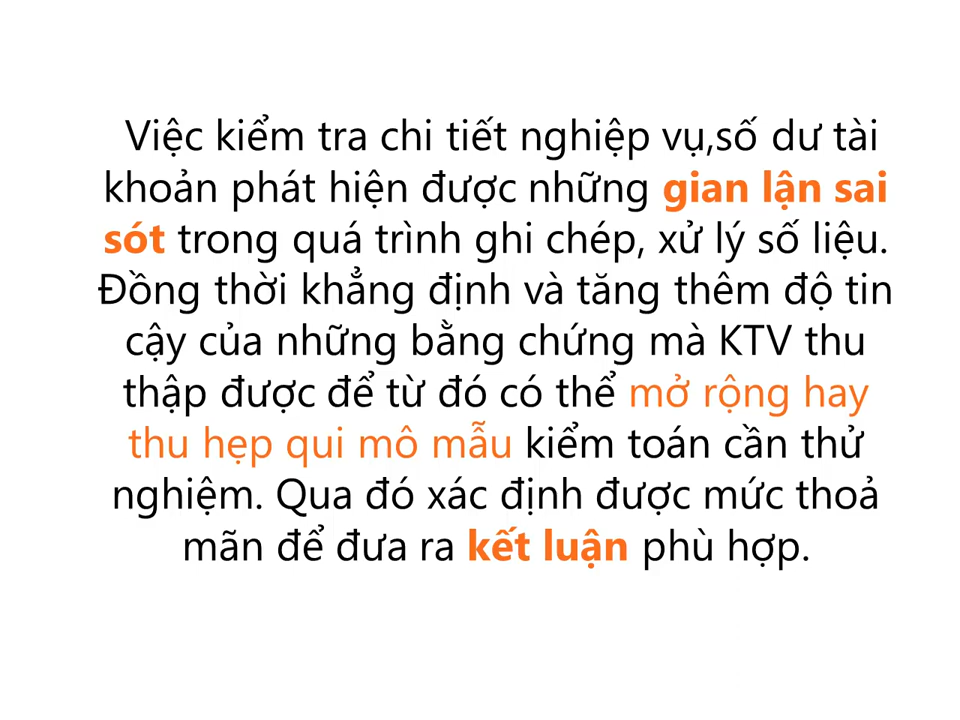 Việc kiểm tra chi tiết nghiệp vụ,số dư tài
khoản phát hiện được những gian lận sai
sót trong quá trình ghi chép, xử lý số liệu.
Đồng thời khẳng định và tăng thêm độ tin
cậy của những bằng chứng mà KTV thu
thập được để từ đó có thể mở rộng hay
thu hẹp qui mô mẫu kiểm toán cần thử
nghiệm. Qua đó xác định được mức thoả
mãn để đưa ra kết luận phù hợp.